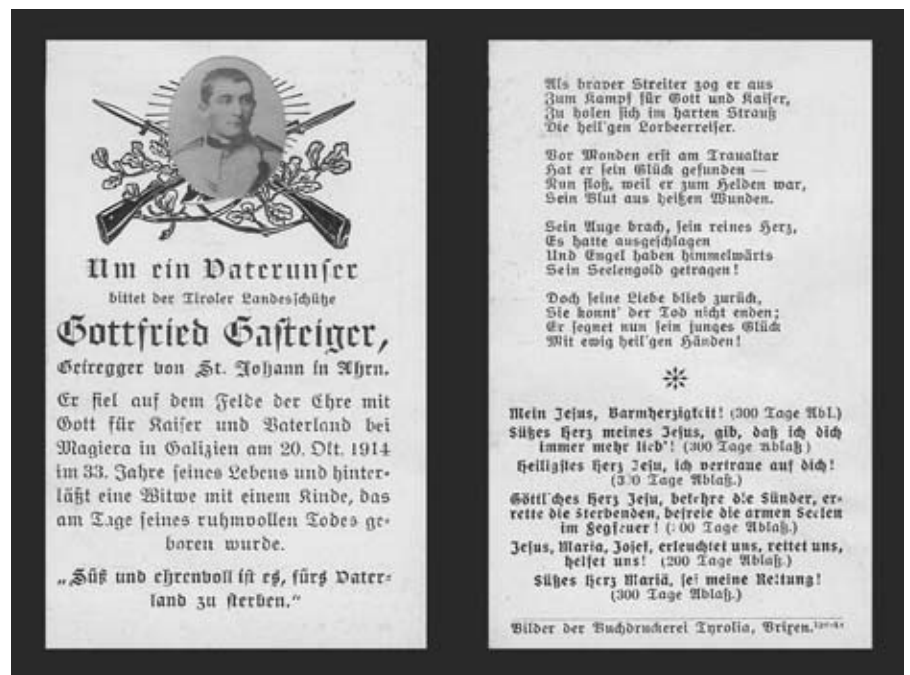 Um ein Vaterunser
bittet der Tiroler Landesschütze
Gottfried Gasteiger,
Geiregger von St. Johann in Ahrn.
Er fiel auf dem Felde der Ehre mit
Gott für Kaiser und Vaterland bei
Magiera in Galizien am 20. Okt. 1914
im 33. Jahre seines Lebens und hinter-
läßt eine Witwe mit einem Kinde, das
am Tage seines ruhmvollen Todes ge-
boren wurde.
„Süß und ehrenvoll ist es, fürs Vater-
land zu sterben.“
Als braver Streiter zog er aus
Zum Kampf für Gott und Kaiser,
Zu holen sich im harten Strauß
Die heil'gen Lorbeerreiser.
Vor Monden erst am Traualtar
Hat er sein Glück gefunden —
Nun floß, weil er zum Helden war,
Sein Blut aus heißen Wunden.
Sein Auge brach, sein reines Herz,
Es hatte ausgeschlagen
Und Engel haben himmelwärts
Sein Seelengold getragen!
Doch seine Liebe blieb zurück,
Sie konnt' der Tod nicht enden;
Er segnet nun sein junges Glück
Mit ewig heil'gen Händen!
Mein Jesus, Barmherzigkeit! (300 Tage Abl.)
Süßes Herz meines Jesus, gib, daß ich dich
immer mehr lieb'! (300 Tage Ablaß.)
Heiligstes Herz Jesu, ich vertraue auf dich!
(300 Tage Ablaß.)
Göttliches Herz Jesu, bekehre die Sünder, er-
rette die Sterbenden, befreie die armen Seelen
im Fegfeuer! (300 Tage Ablaß.)
Jesus, Maria, Josef, erleuchtet uns, rettet uns,
helfet uns! (200 Tage Ablaß.)
Süßes Herz Mariä, sei meine Rettung!
(300 Tage Ablaß.)
Bilder der Buchdruckerei Tyrolia, Brixen.